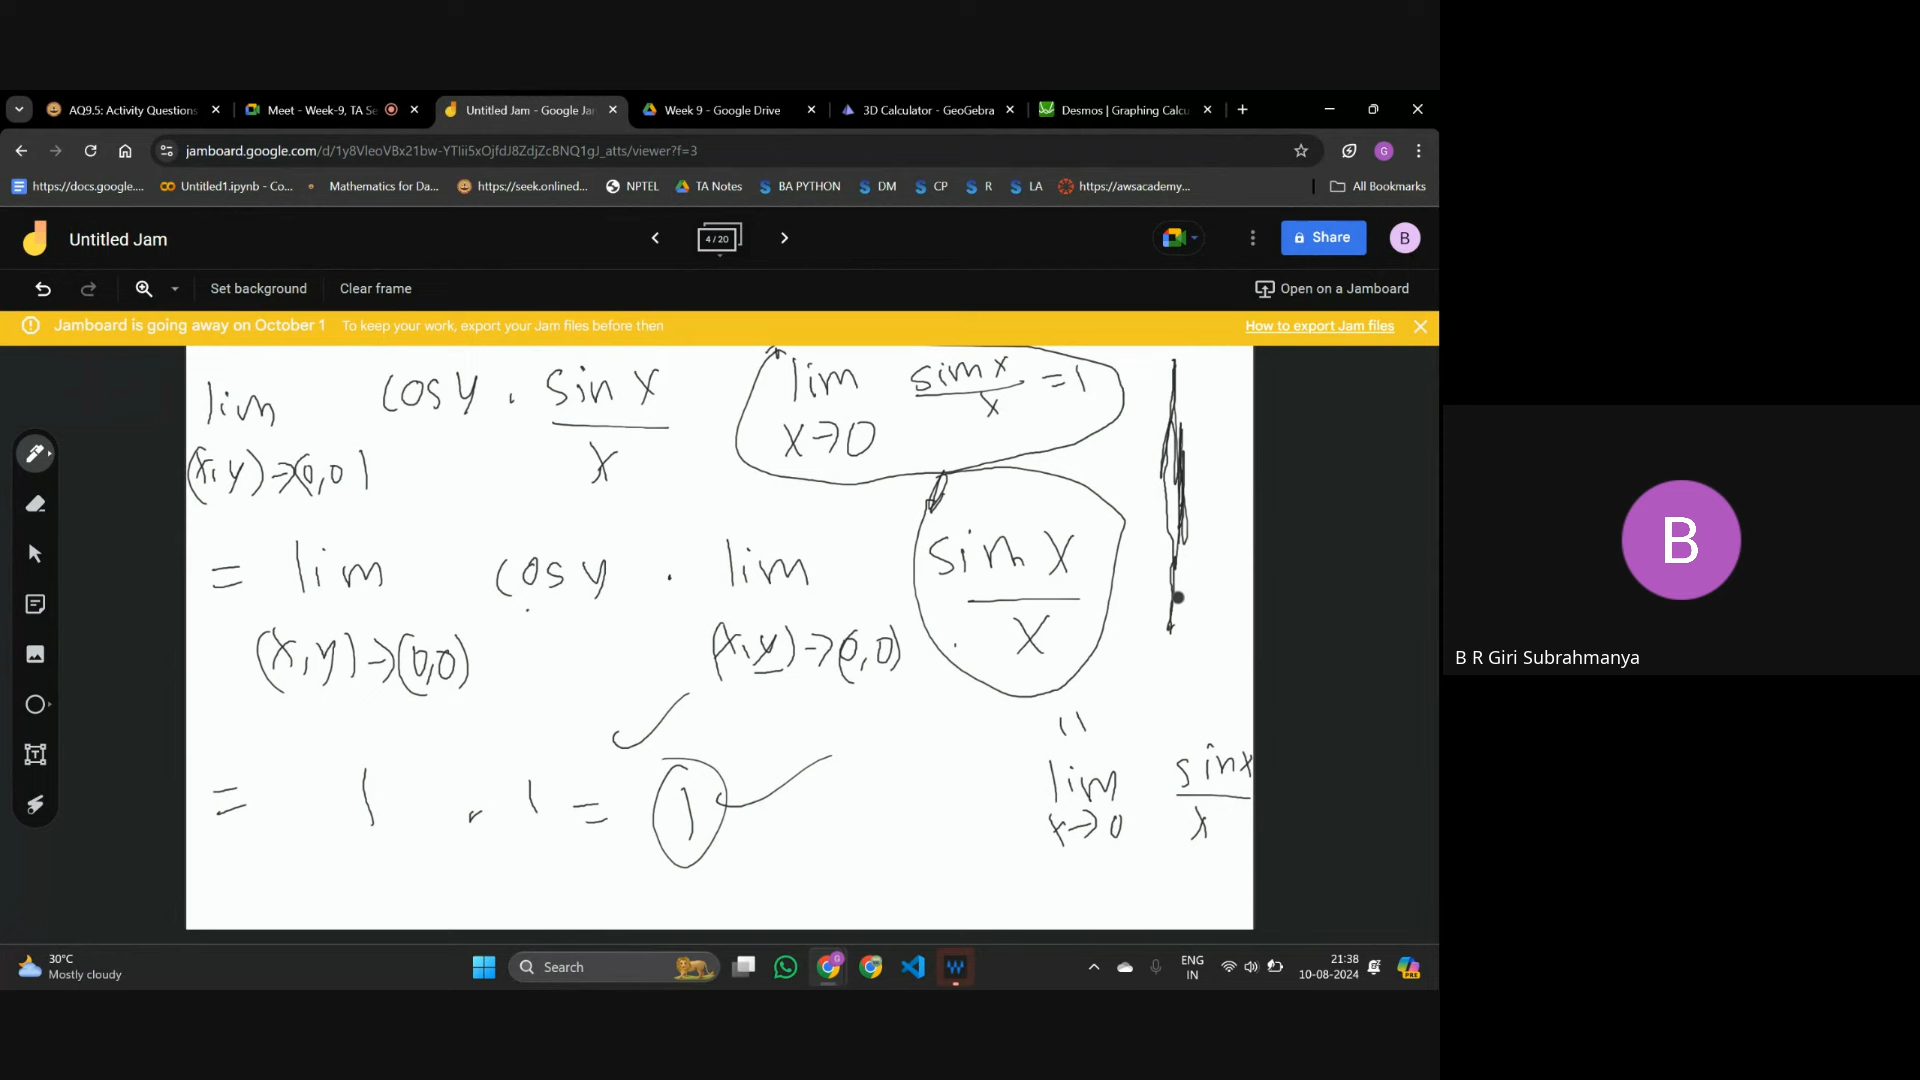 AQ9.5: Activity Questions
Meet - Week-9, TA Se
Untitled Jam - Google Jam
Week 9 - Google Drive
3D Calculator - GeoGebra
Desmos | Graphing Calcu
jamboard.google.com/d/1y8VleoVBx21bw-YTIii5xOjfdJ8ZdjZcBNQ1gJ_atts/viewer?f=3
G
https://docs.google....
Untitled1.ipynb - Co...
Mathematics for Da...
https://seek.onlined...
NPTEL
TA Notes
BA PYTHON
DM
CP
R
LA
https://awsacademy...
All Bookmarks
Untitled Jam
4 / 20
Share
B
Set background
Clear frame
Open on a Jamboard
Jamboard is going away on October 1 To keep your work, export your Jam files before then
How to export Jam files
lim cosy . sin x / x
(x,y)→(0,0)
lim sin x / x = 1
x→0
= lim cosy . lim sin x / x
(x,y)→(0,0) (x,y)→(0,0)
= 1 . 1 = 1
"
lim sinx / x
x→0
B
B R Giri Subrahmanya
30°C
Mostly cloudy
Search
ENG
IN
21:38
10-08-2024
PRE